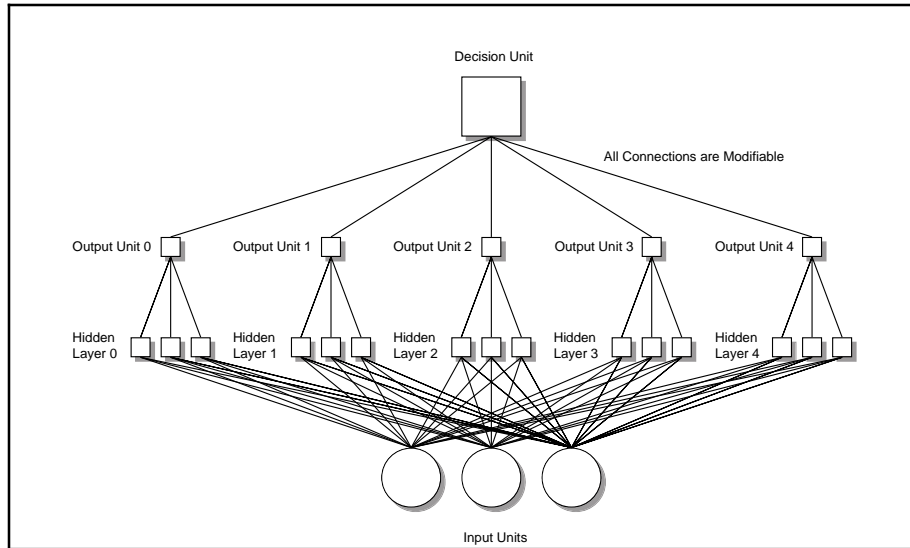 Decision Unit
All Connections are Modifiable
Output Unit 0
Output Unit 1
Output Unit 2
Output Unit 3
Output Unit 4
Hidden
Layer 0
Hidden
Layer 1
Hidden
Layer 2
Hidden
Layer 3
Hidden
Layer 4
Input Units